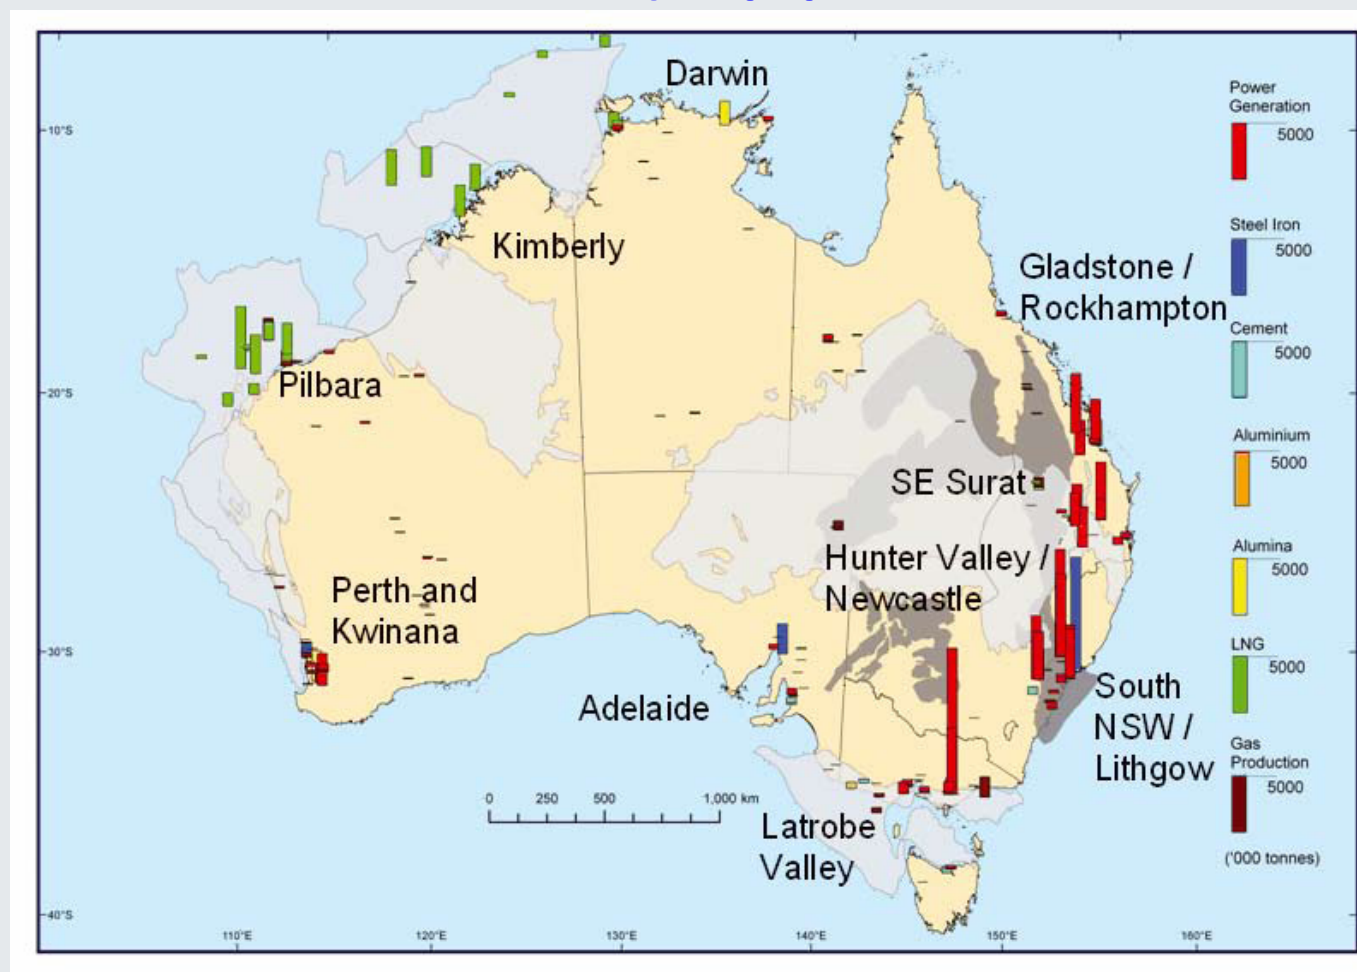 Darwin
Kimberly
Pilbara
Perth and
Kwinana
Adelaide
Gladstone /
Rockhampton
SE Surat
Hunter Valley /
Newcastle
South
NSW /
Lithgow
Latrobe
Valley
Power
Generation
5000
Steel Iron
5000
Cement
5000
Aluminium
5000
Alumina
5000
LNG
5000
Gas
Production
5000
('000 tonnes)
0 250 500 1,000 km
10°S
20°S
30°S
40°S
110°E 120°E 130°E 140°E 150°E 160°E